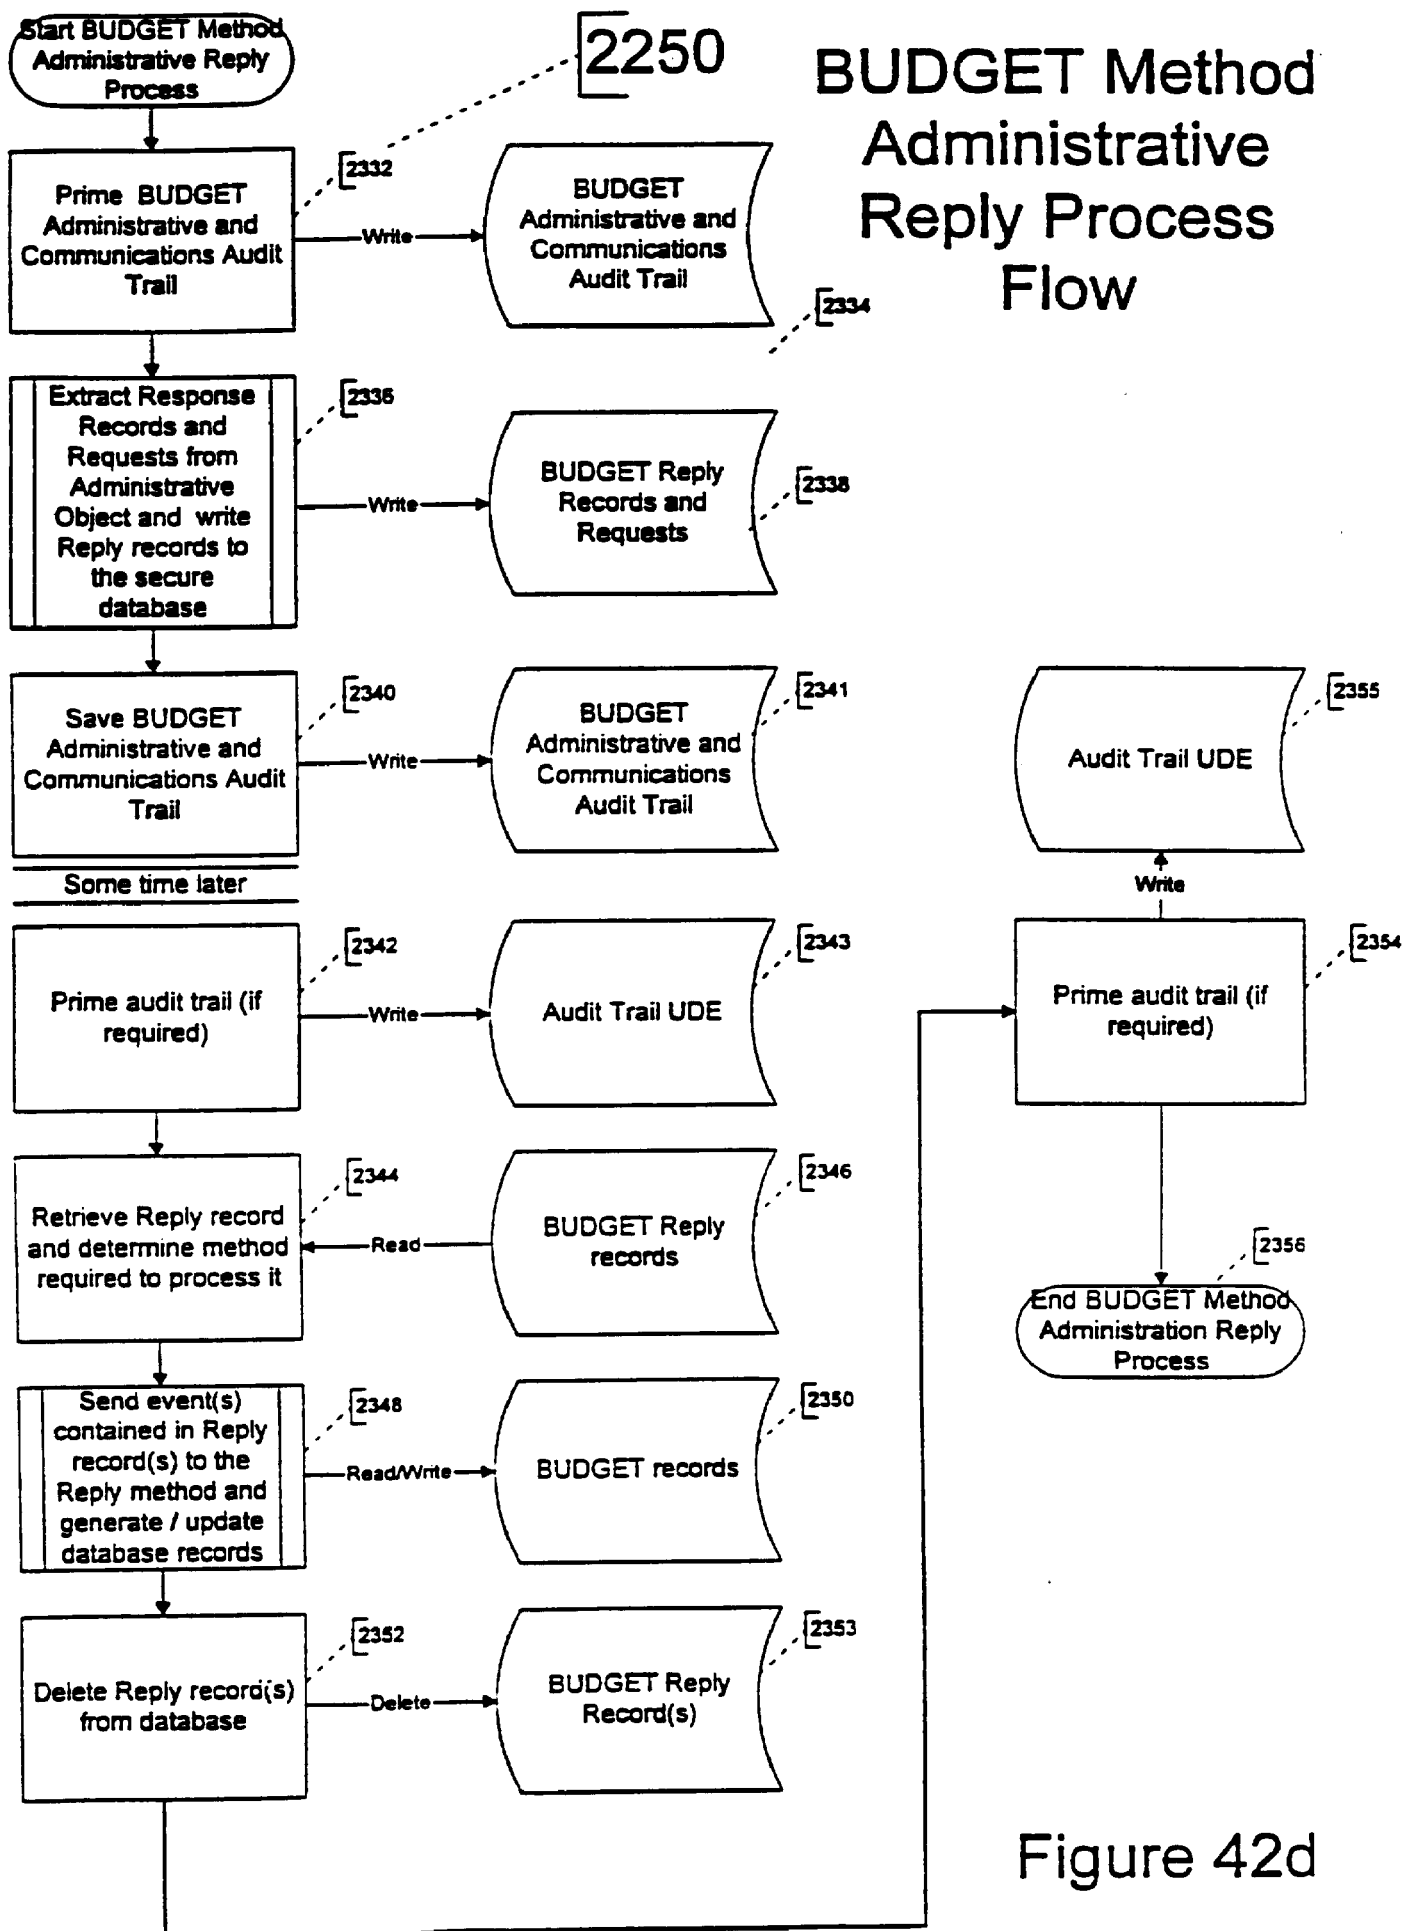 Start BUDGET Method
Administrative Reply
Process
2250
BUDGET Method
Administrative
Reply Process
Flow
2332
Prime BUDGET
Administrative and
Communications Audit
Trail
Write
BUDGET
Administrative and
Communications
Audit Trail
2334
Extract Response
Records and
Requests from
Administrative
Object and write
Reply records to
the secure
database
2336
Write
BUDGET Reply
Records and
Requests
2338
Save BUDGET
Administrative and
Communications Audit
Trail
2340
Write
BUDGET
Administrative and
Communications
Audit Trail
2341
Audit Trail UDE
2355
Write
Some time later
Prime audit trail (if
required)
2342
Write
Audit Trail UDE
2343
Prime audit trail (if
required)
2354
Retrieve Reply record
and determine method
required to process it
2344
Read
BUDGET Reply
records
2346
2356
End BUDGET Method
Administration Reply
Process
Send event(s)
contained in Reply
record(s) to the
Reply method and
generate / update
database records
2348
Read/Write
BUDGET records
2350
Delete Reply record(s)
from database
2352
Delete
BUDGET Reply
Record(s)
2353
Figure 42d